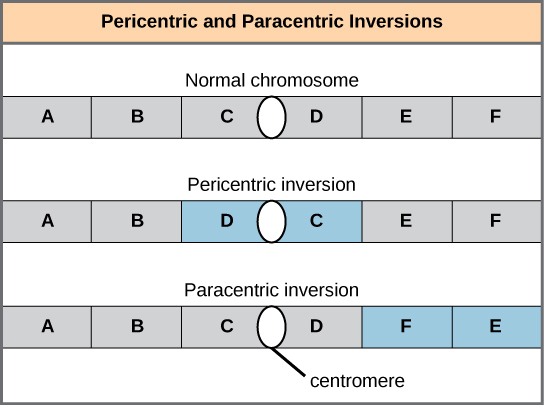 Pericentric and Paracentric Inversions
Normal chromosome
A B C D E F
Pericentric inversion
A B D C E F
Paracentric inversion
A B C D F E
centromere